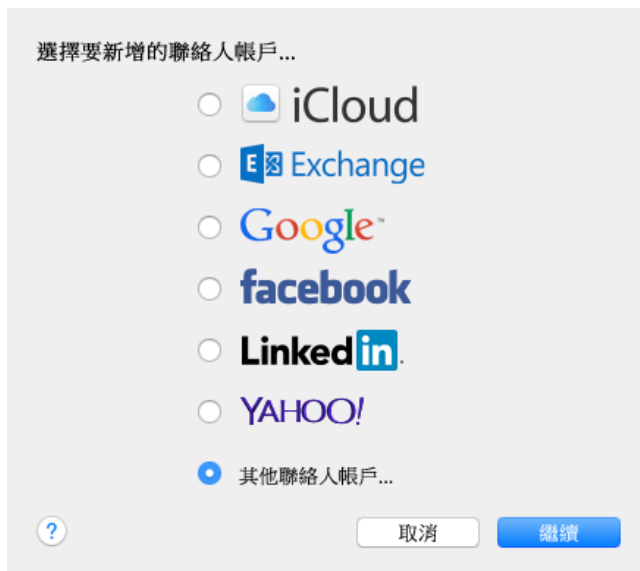 選擇要新增的聯絡人帳戶...
iCloud
Exchange
Google™
facebook
Linkedin.
YAHOO!
其他聯絡人帳戶...
? 取消 繼續